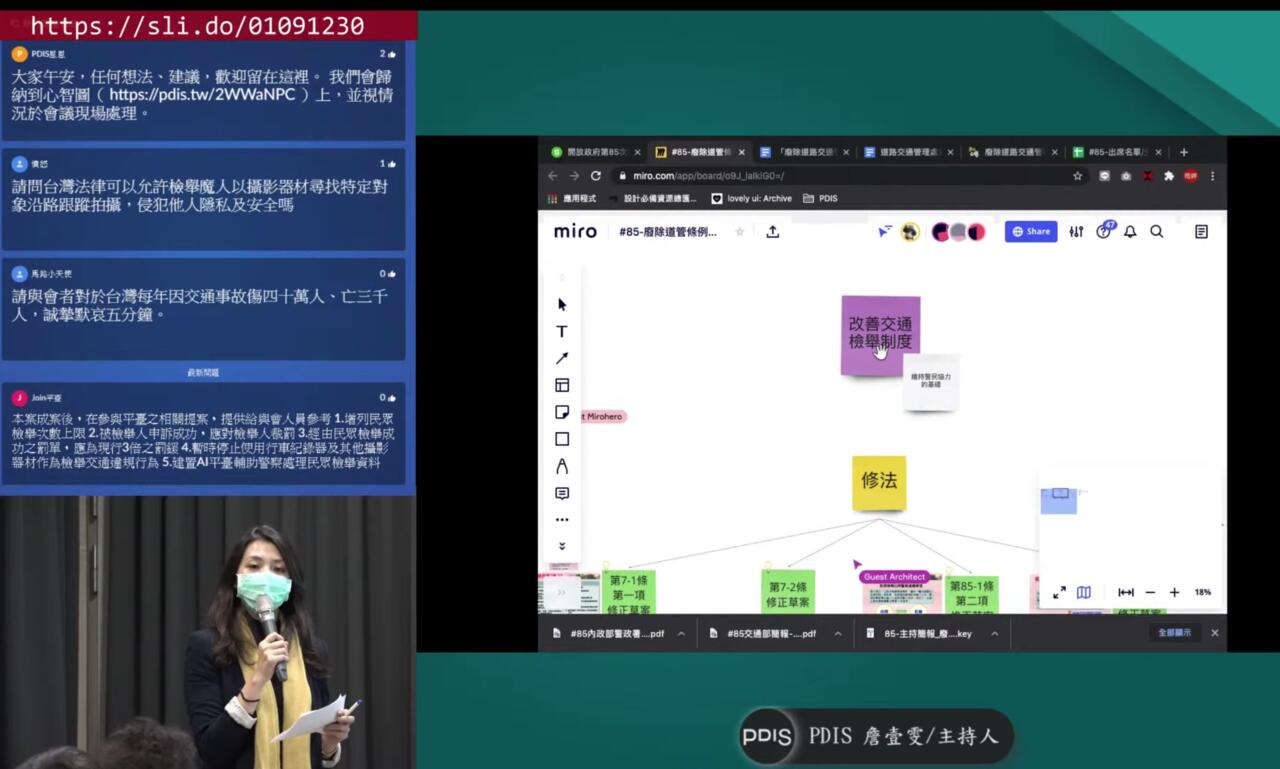 https://sli.do/01091230
P PDIS崽崽
2
大家午安，任何想法、建議，歡迎留在這裡。 我們會歸
納到心智圖（ https://pdis.tw/2WWaNPC ）上，並視情
況於會議現場處理。
憤怒
1
請問台灣法律可以允許檢舉魔人以攝影器材尋找特定對
象沿路跟蹤拍攝，侵犯他人隱私及安全嗎
馬路小天使
0
請與會者對於台灣每年因交通事故傷四十萬人、亡三千
人，誠摯默哀五分鐘。
最新問題
J Join平臺
0
本案成案後，在參與平臺之相關提案，提供給與會人員參考 1.增列民眾
檢舉次數上限 2.被檢舉人申訴成功，應對檢舉人裁罰 3.經由民眾檢舉成
功之罰單，應為現行3倍之罰鍰 4.暫時停止使用行車紀錄器及其他攝影
器材作為檢舉交通違規行為 5.建置AI平臺輔助警察處理民眾檢舉資料
開放政府第85次
#85-廢除道管條
「廢除道路交通
道路交通管理處
廢除道路交通管
#85-出席名單/
miro.com/app/board/o9J_lalkiG0=/
應用程式
設計必備資源總匯...
lovely ui: Archive
PDIS
miro
#85-廢除道管條例...
Share
47
改善交通
檢舉制度
維持警民協力
的基礎
t Mirohero
修法
Guest Architect
第7-1條
第一項
修正草案
第7-2條
修正草案
第85-1條
第二項
修正草案
18%
#85內政部警政署....pdf
#85交通部簡報-....pdf
85-主持簡報_廢....key
全部顯示
PDIS
PDIS 詹壹雯/主持人